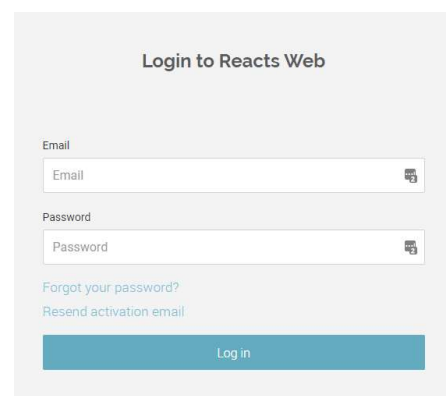 Login to Reacts Web
Email
Email
Password
Password
Forgot your password?
Resend activation email
Log in